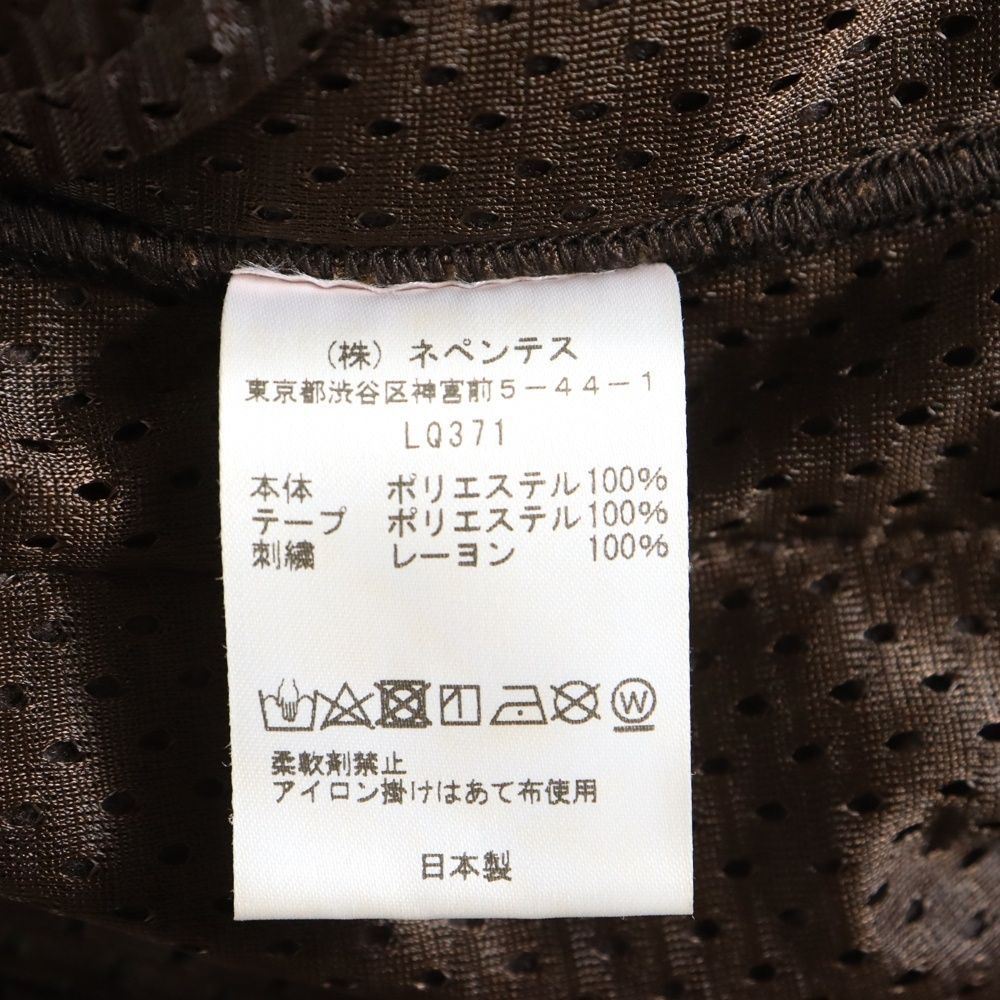 (株) ネペンテス
東京都渋谷区神宮前5-44-1
LQ371
本体 ポリエステル100%
テープ ポリエステル100%
刺繍 レーヨン 100%
W
柔軟剤禁止
アイロン掛けはあて布使用
日本製